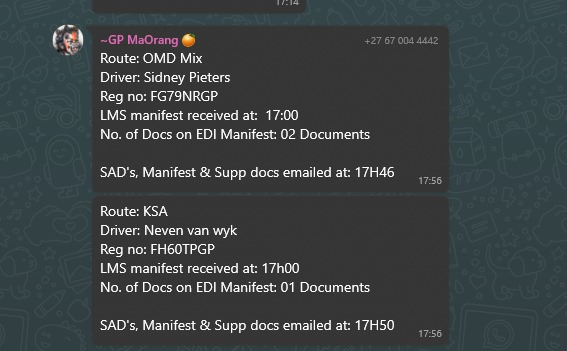 17:14
~GP MaOrang 🍊 +27 67 004 4442
Route: OMD Mix
Driver: Sidney Pieters
Reg no: FG79NRGP
LMS manifest received at:  17:00
No. of Docs on EDI Manifest: 02 Documents
SAD's, Manifest & Supp docs emailed at: 17H46
17:56
Route: KSA
Driver: Neven van wyk
Reg no: FH60TPGP
LMS manifest received at: 17h00
No. of Docs on EDI Manifest: 01 Documents
SAD's, Manifest & Supp docs emailed at: 17H50
17:56